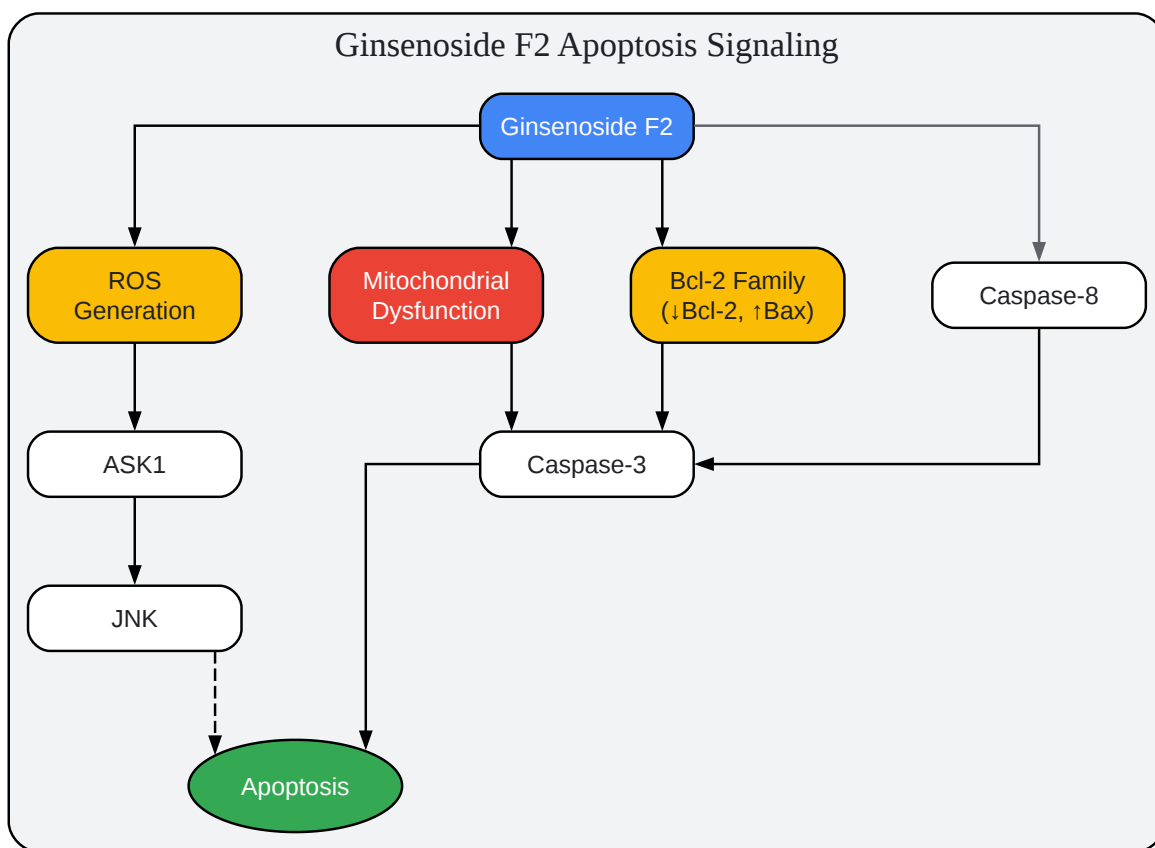 Ginsenoside F2 Apoptosis Signaling
Ginsenoside F2
ROS
Generation
Mitochondrial
Dysfunction
Bcl-2 Family
(↓Bcl-2, ↑Bax)
Caspase-8
ASK1
Caspase-3
JNK
Apoptosis